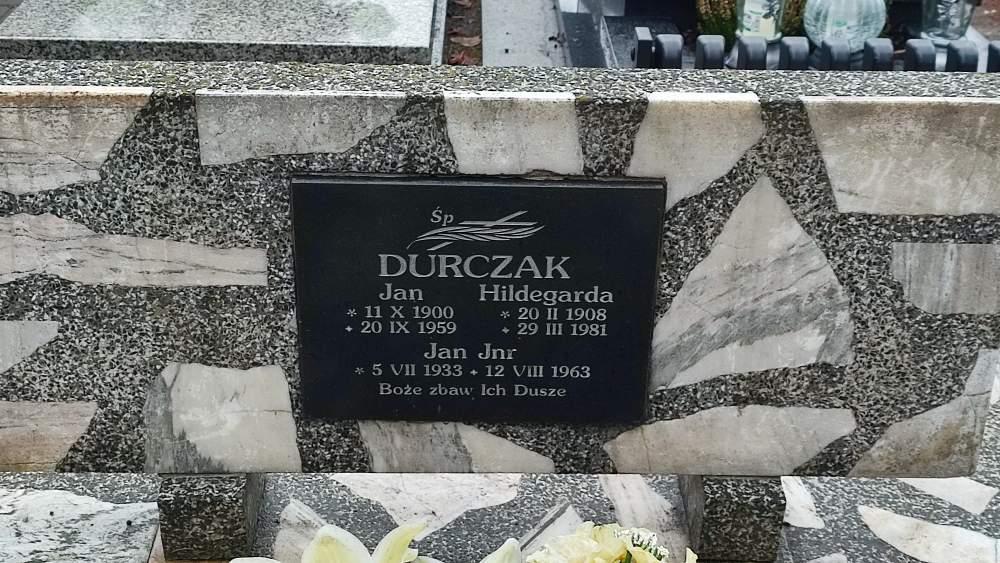 Śp
DURCZAK
Jan Hildegarda
* 11 X 1900 * 20 II 1908
+ 20 IX 1959 + 29 III 1981
Jan Jnr
* 5 VII 1933 + 12 VIII 1963
Boże zbaw Ich Dusze